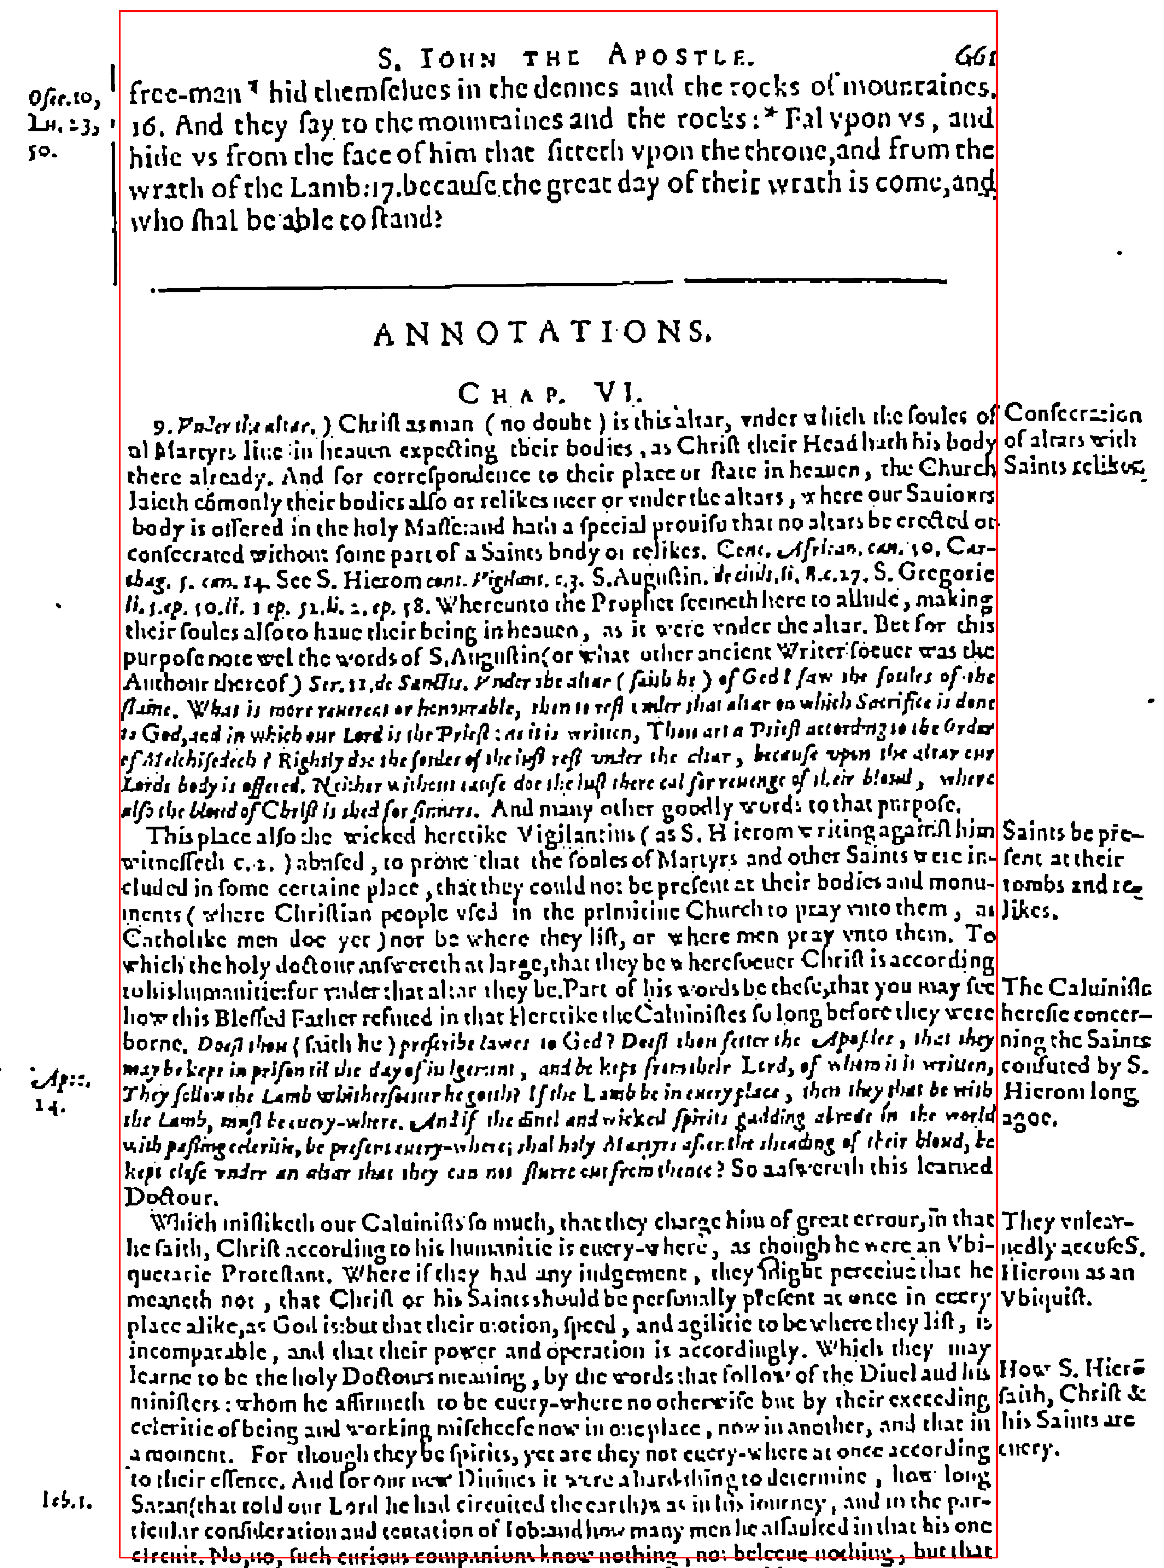 S. IOHN THE APOSTLE. 661
free-man ¶ hid themſelues in the dennes and the rocks of mountaines.
16. And they ſay to the mountaines and the rocks: * Fal vpon vs, and
hide vs from the face of him that ſitteth vpon the throne, and from the
wrath of the Lamb: 17. becauſe the great day of their wrath is come, and
who ſhal be able to ſtand?
Oſee. 10,
Lu. 23,
30.
ANNOTATIONS.
CHAP. VI.
9. Vnder the altar. ) Chriſt as man ( no doubt ) is this altar, vnder which the ſoules of
al Martyrs liue in heauen expecting their bodies, as Chriſt their Head hath his body
there already. And for correſpondence to their place or ſtate in heauen, the Church
laieth cōmonly their bodies alſo or relikes neer or vnder the altars, where our Sauiours
body is offered in the holy Maſſe: and hath a ſpecial prouiſo that no altars be erected or
conſecrated without ſome part of a Saints body or relikes. Conc. African. can. 50. Car-
thag. 5. can. 14. See S. Hierom cont. Vigilant. c. 3. S. Auguſtin. de ciuit. li. 8. c. 27. S. Gregorie
li. 5. ep. 50. li. 1 ep. 52. li. 2. ep. 58. Whereunto the Prophet ſeemeth here to allude, making
their ſoules alſo to haue their being in heauen, as it were vnder the altar. But for this
purpoſe note wel the words of S. Auguſtin ( or what other ancient Writer ſoeuer was the
Authour thereof ) Ser. 11. de Sanctis. Vnder the altar ( ſaith he ) of God I ſaw the ſoules of the
ſlaine. What is more reuerent or honourable, then to reſt vnder that altar on which Sacrifice is done
to God, and in which our Lord is the Prieſt: as it is written, Thou art a Prieſt according to the Order
of Melchiſedech? Rightly doe the ſoules of the iuſt reſt vnder the altar, becauſe vpon the altar our
Lords body is offered. Neither without cauſe doe the iuſt there cal for reuenge of their bloud, where
alſo the bloud of Chriſt is shed for ſinners. And many other goodly words to that purpoſe.
Conſecration
of altars with
Saints relikes.
This place alſo the wicked heretike Vigilantius ( as S. Hierom writing againſt him
witneſſeth c. 2. ) abuſed, to proue that the ſoules of Martyrs and other Saints were in-
cluded in ſome certaine place, that they could not be preſent at their bodies and monu-
ments ( where Chriſtian people vſed in the primitiue Church to pray vnto them, as
Catholike men doe yet ) nor be where they liſt, or where men pray vnto them. To
which the holy doctour anſwereth at large, that they be whereſoeuer Chriſt is according
to his humanitie: for vnder that altar they be. Part of his words be theſe, that you may ſee
how this Bleſſed Father refuted in that Heretike the Caluiniſtes ſo long before they were
borne. Doeſt thou ( ſaith he ) preſcribe lawes to God? Doeſt thou fetter the Apoſtles, that they
may be kept in priſon til the day of iudgement, and be kept from their Lord, of whom it is written,
They follow the Lamb whitherſoeuer he goeth? If the Lamb be in euery place, then they that be with
the Lamb, muſt be euery-where. And if the diuel and wicked ſpirits gadding abrode in the world
with paſſing celeritie, be preſent euery-where; shal holy Martyrs after the sheading of their bloud, be
kept cloſe vnder an altar that they can not ſturre out from thence? So anſwereth this learned
Doctour.
Saints be pre-
ſent at their
tombs and re-
likes.
The Caluiniſts
hereſie concer-
ning the Saints
confuted by S.
Hierom long
agoe.
Apoc.
14.
Which miſliketh our Caluiniſts ſo much, that they charge him of great errour, in that
he ſaith, Chriſt according to his humanitie is euery-where, as though he were an Vbi-
quetarie Proteſtant. Where if they had any iudgement, they might perceiue that he
meaneth not, that Chriſt or his Saints should be perſonally preſent at once in euery
place alike, as God is: but that their motion, ſpeed, and agilitie to be where they liſt, is
incomparable, and that their power and operation is accordingly. Which they may
learne to be the holy Doctours meaning, by the words that follow of the Diuel and his
miniſters: whom he affirmeth to be euery-where no otherwiſe but by their exceeding
celeritie of being and working miſcheefe now in one place, now in another, and that in
a moment. For though they be ſpirits, yet are they not euery-where at once according
to their eſſence. And for our new Diuines it were a hard thing to determine, how long
Satan ( that told our Lord he had circuited the earth ) was in his iourney, and in the par-
ticular conſideration and tentation of Iob: and how many men he aſſaulted in that his one
circuit. No, no, ſuch curious companions know nothing, nor beleeue nothing, but that
They vnlear-
nedly accuſe S.
Hierom as an
Vbiquiſt.
How S. Hierō
ſaith, Chriſt &
his Saints are
euery.
Iob. 1.